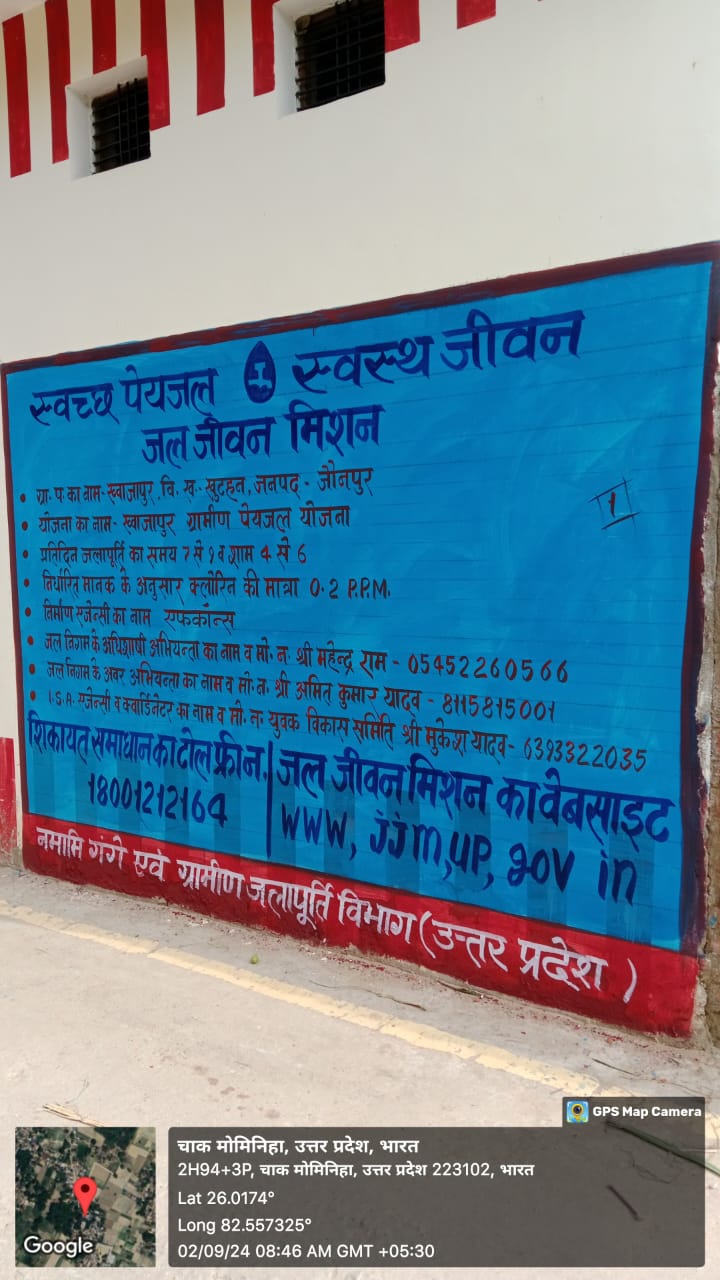 स्वच्छ पेयजल स्वस्थ जीवन
जल जीवन मिशन
1
• ग्रा. पं. का नाम- ख्वाजापुर, वि. ख. खुटहन, जनपद- जौनपुर
• योजना का नाम- ख्वाजापुर ग्रामीण पेयजल योजना
• प्रतिदिन जलापूर्ति का समय 7 से 9 व शाम 4 से 6
• निर्धारित मानक के अनुसार क्लोरिन की मात्रा 0.2 P.P.M.
• निर्माण एजेन्सी का नाम एफकॉन्स
• जल निगम के अधिशाषी अभियन्ता का नाम व मो. न. श्री महेन्द्र राम - 05452260566
• जल निगम के अवर अभियन्ता का नाम व मो. न. श्री अमित कुमार यादव - 8115815001
• I.S.A. एजेन्सी व क्वार्डिनेटर का नाम व मो. न. युवक विकास समिति श्री मुकेश यादव- 6393322035
शिकायत समाधान का टोल फ्री न.
18001212164
जल जीवन मिशन का वेबसाइट
www, jjm,up, gov in
नमामि गंगे एवं ग्रामीण जलापूर्ति विभाग (उत्तर प्रदेश)
GPS Map Camera
चाक मोमिनिहा, उत्तर प्रदेश, भारत
2H94+3P, चाक मोमिनिहा, उत्तर प्रदेश 223102, भारत
Lat 26.0174°
Long 82.557325°
02/09/24 08:46 AM GMT +05:30
Google